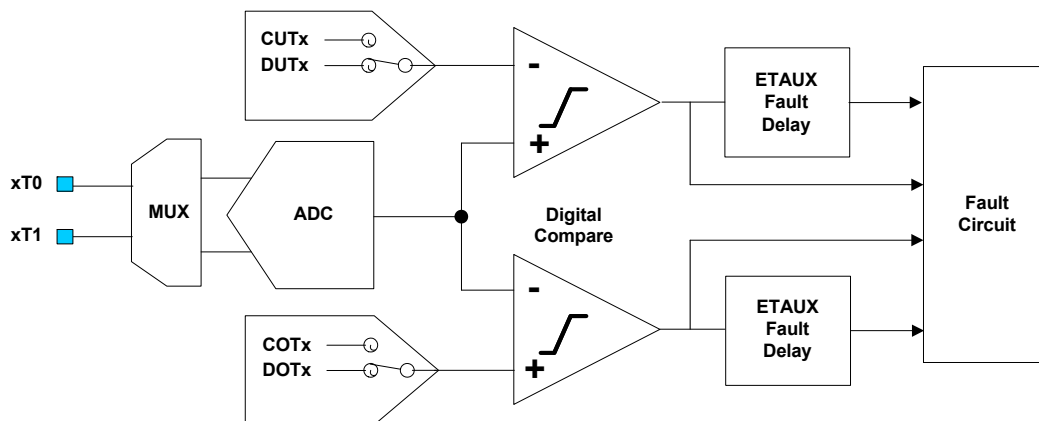 CUTx
DUTx
-
+
ETAUX
Fault
Delay
xT0
xT1
MUX
ADC
Digital
Compare
Fault
Circuit
-
+
ETAUX
Fault
Delay
COTx
DOTx